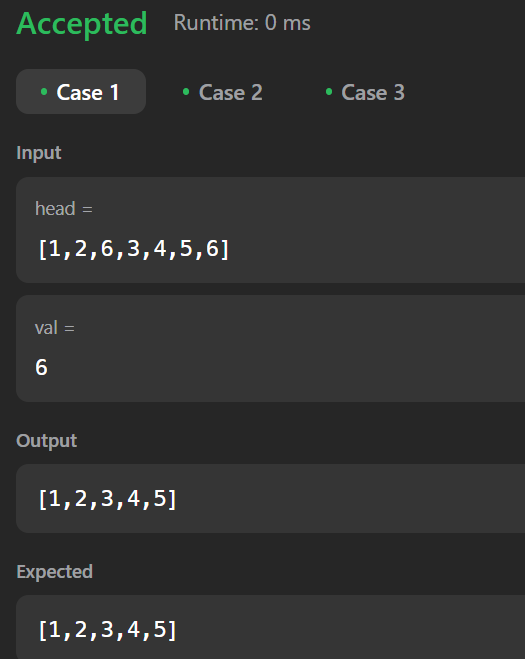 Accepted Runtime: 0 ms
• Case 1 • Case 2 • Case 3
Input
head =
[1,2,6,3,4,5,6]
val =
6
Output
[1,2,3,4,5]
Expected
[1,2,3,4,5]